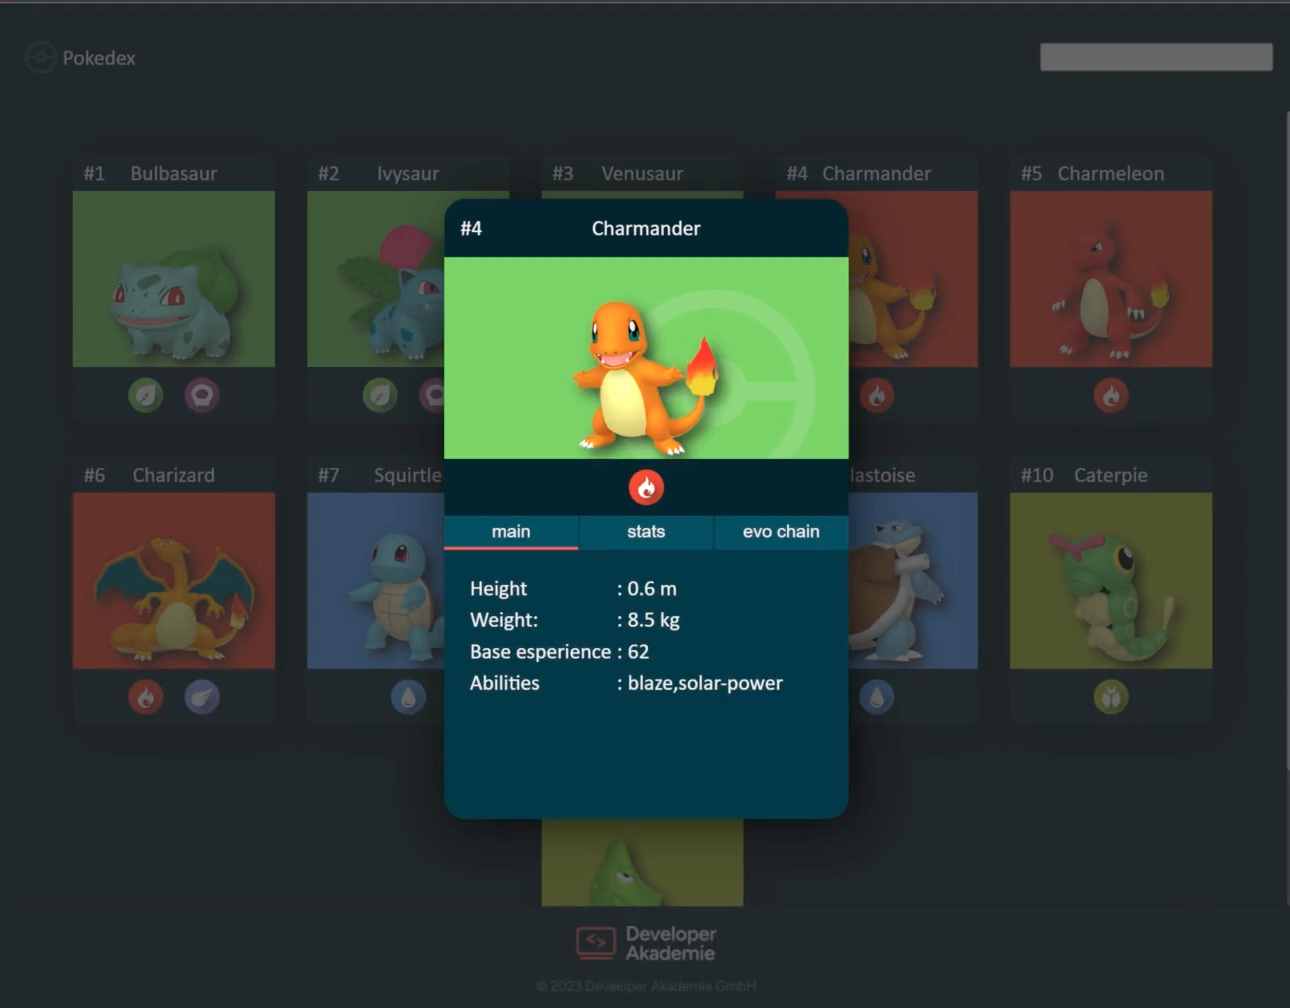 Pokedex
#1 Bulbasaur
#2 Ivysaur
#3 Venusaur
#4 Charmander
#5 Charmeleon
#4 Charmander
#6 Charizard
#7 Squirtle
lastoise
#10 Caterpie
main stats evo chain
Height : 0.6 m
Weight: : 8.5 kg
Base esperience : 62
Abilities : blaze,solar-power
<> Developer
Akademie
© 2023 Developer Akademie GmbH